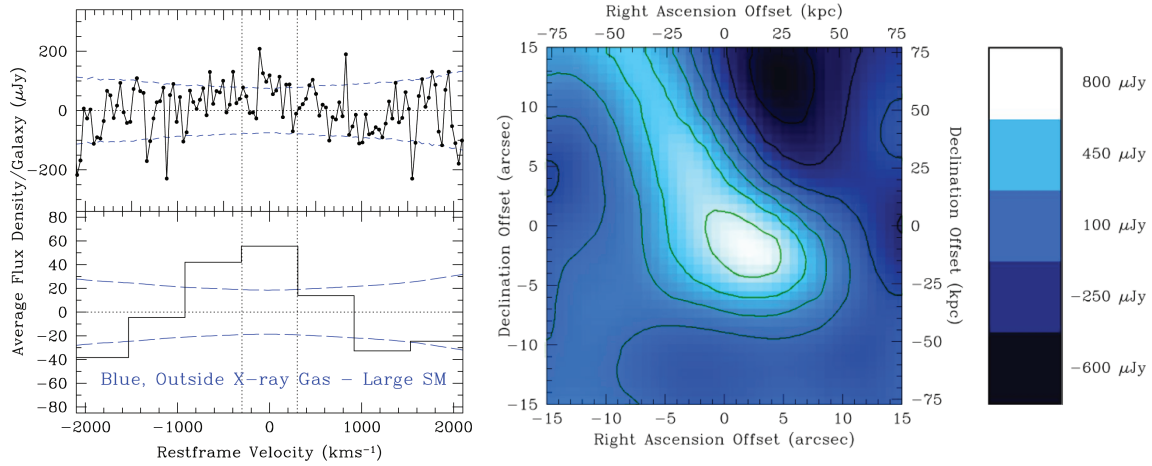 Average Flux Density/Galaxy (μJy)
200
100
0
−100
−200
80
60
40
20
0
−20
−40
−60
−80
Blue, Outside X−ray Gas − Large SM
−2000 −1000 0 1000 2000
Restframe Velocity (kms⁻¹)
Right Ascension Offset (kpc)
−75 −50 −25 0 25 50 75
Declination Offset (arcsec)
15
10
5
0
−5
−10
−15
75
50
25
0
−25
−50
−75
Declination Offset (kpc)
−15 −10 −5 0 5 10 15
Right Ascension Offset (arcsec)
800 μJy
450 μJy
100 μJy
−250 μJy
−600 μJy